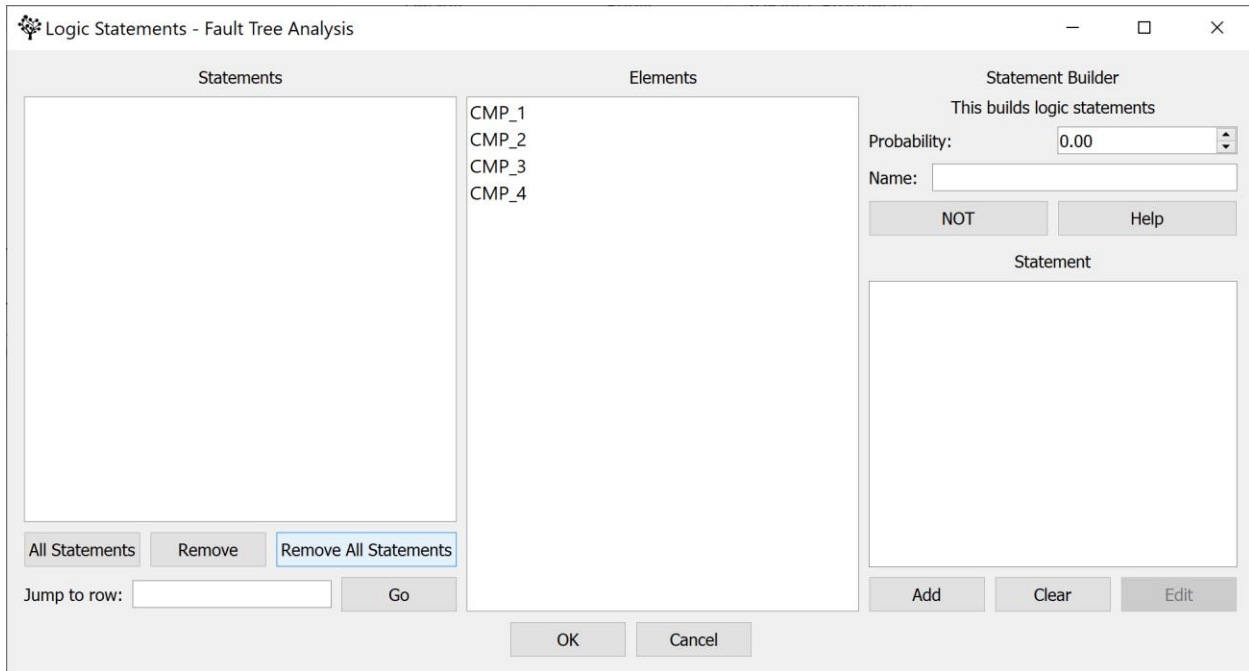 Logic Statements - Fault Tree Analysis
Statements
Elements
CMP_1
CMP_2
CMP_3
CMP_4
Statement Builder
This builds logic statements
Probability: 0.00
Name:
NOT Help
Statement
All Statements Remove Remove All Statements
Jump to row: Go
Add Clear Edit
OK Cancel